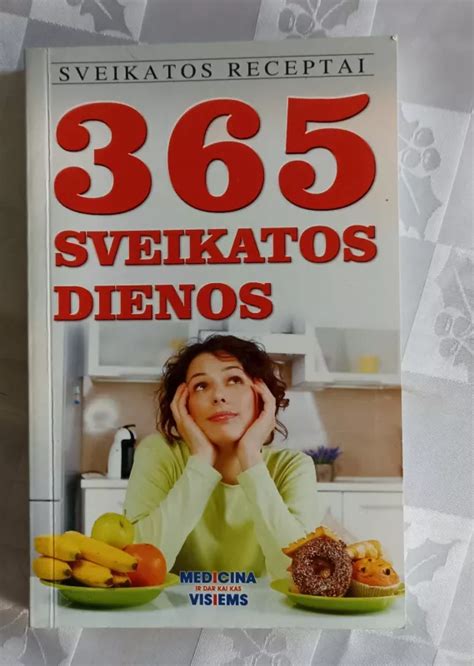 SVEIKATOS RECEPTAI
365
SVEIKATOS
DIENOS
MEDICINA
IR DAR KAI KAS
VISIEMS